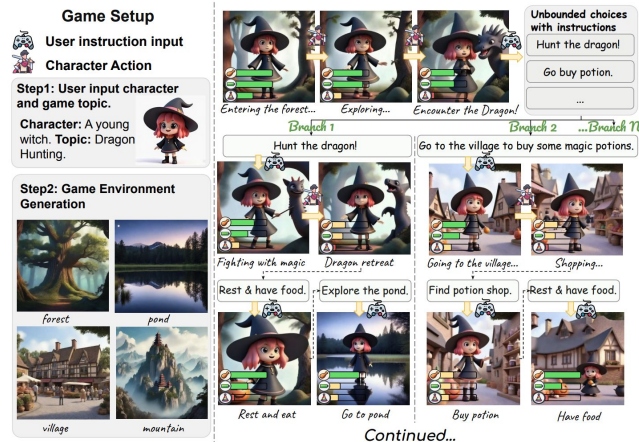 Game Setup
User instruction input
Character Action
Step1: User input character
and game topic.
Character: A young
witch. Topic: Dragon
Hunting.
Step2: Game Environment
Generation
forest
pond
village
mountain
Entering the forest...
Exploring...
Encounter the Dragon!
Unbounded choices
with instructions
Hunt the dragon!
Go buy potion.
...
Branch 1
Branch 2
...Branch N
Hunt the dragon!
Fighting with magic
Dragon retreat
Rest & have food.
Explore the pond.
Rest and eat
Go to pond
Go to the village to buy some magic potions.
Going to the village...
Shopping...
Find potion shop.
Rest & have food.
Buy potion
Have food
Continued...